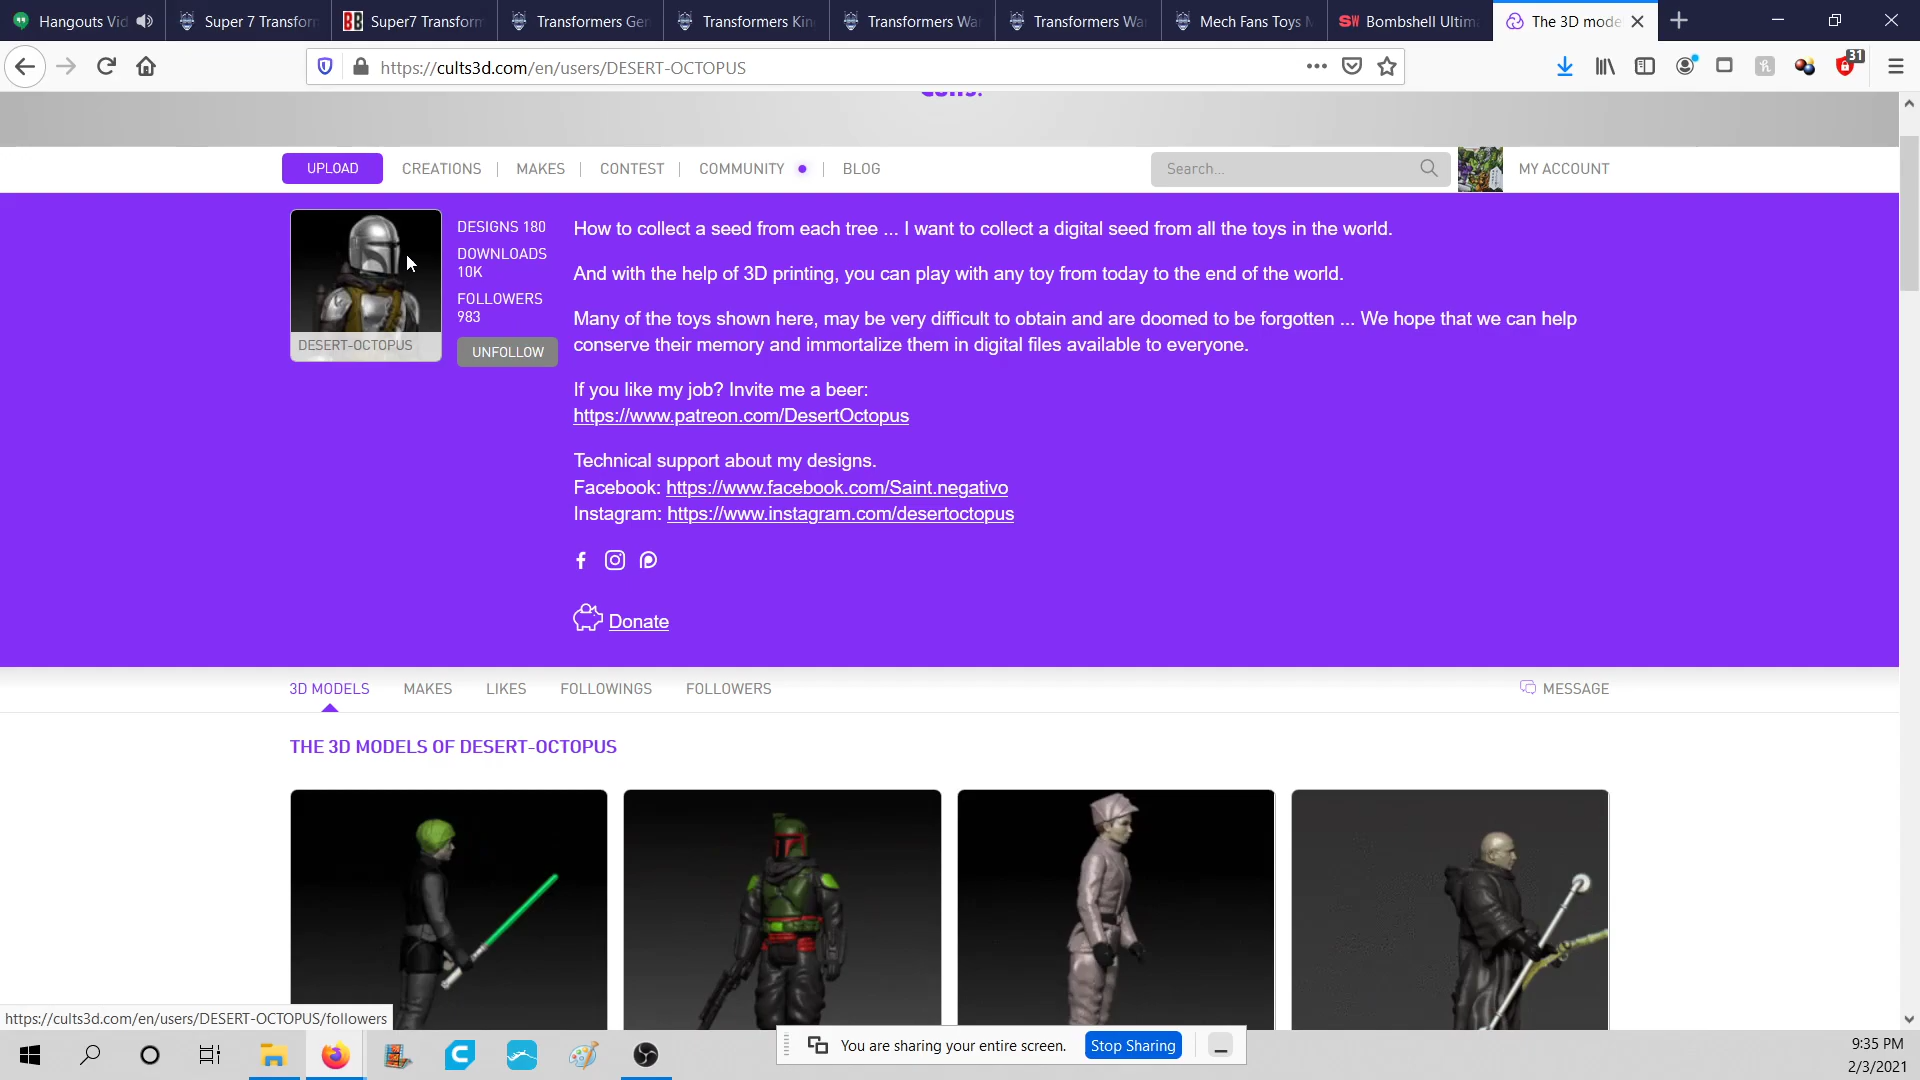 Hangouts Vid
Super 7 Transform
Super7 Transform
Transformers Gen
Transformers Kin
Transformers Wa
Transformers Wa
Mech Fans Toys M
SW Bombshell Ultima
The 3D mode
https://cults3d.com/en/users/DESERT-OCTOPUS
31
UPLOAD
CREATIONS
MAKES
CONTEST
COMMUNITY
BLOG
Search...
MY ACCOUNT
DESERT-OCTOPUS
DESIGNS 180
DOWNLOADS
10K
FOLLOWERS
983
UNFOLLOW
How to collect a seed from each tree ... I want to collect a digital seed from all the toys in the world.
And with the help of 3D printing, you can play with any toy from today to the end of the world.
Many of the toys shown here, may be very difficult to obtain and are doomed to be forgotten ... We hope that we can help
conserve their memory and immortalize them in digital files available to everyone.
If you like my job? Invite me a beer:
https://www.patreon.com/DesertOctopus
Technical support about my designs.
Facebook: https://www.facebook.com/Saint.negativo
Instagram: https://www.instagram.com/desertoctopus
Donate
3D MODELS
MAKES
LIKES
FOLLOWINGS
FOLLOWERS
MESSAGE
THE 3D MODELS OF DESERT-OCTOPUS
https://cults3d.com/en/users/DESERT-OCTOPUS/followers
You are sharing your entire screen.
Stop Sharing
9:35 PM
2/3/2021